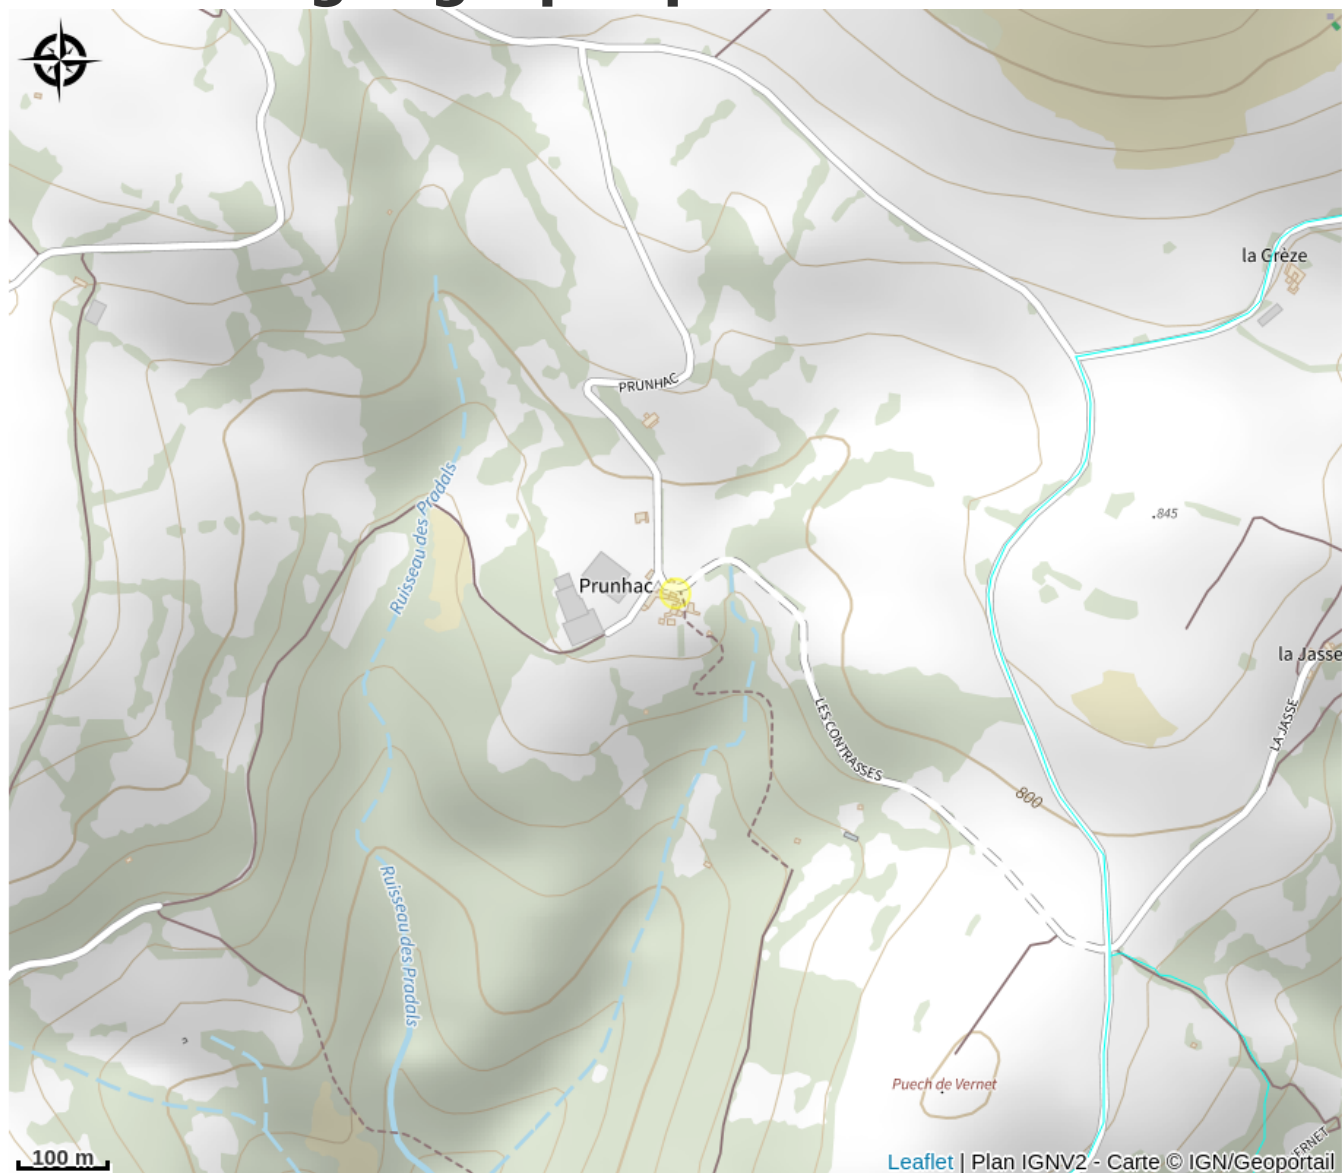 la Grèze
PRUNHAC
Ruisseau des Pradals
845
Prunhac
la Jasse
LES CONTRASSES
LA JASSE
800
Ruisseau des Pradals
Puech de Vernet
ERNET
100 m
Leaflet | Plan IGNV2 - Carte © IGN/Geoportail